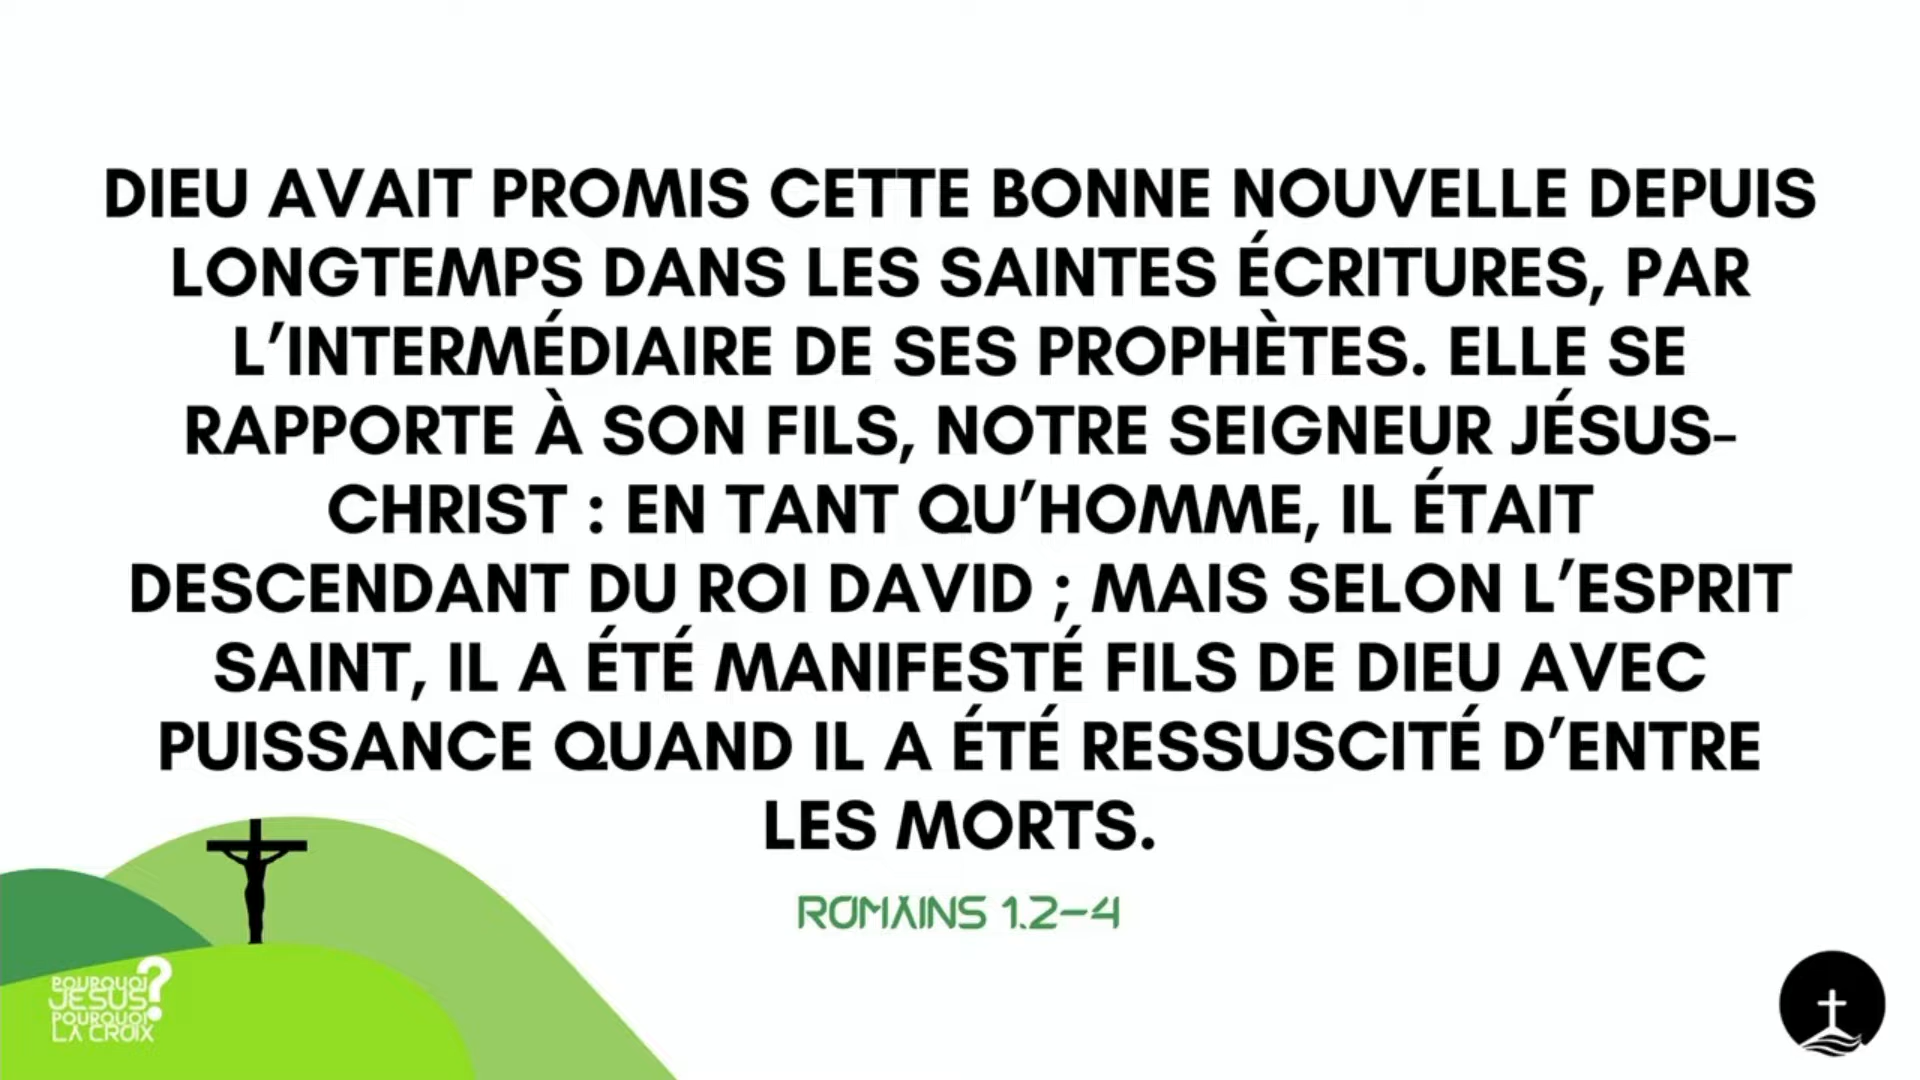 DIEU AVAIT PROMIS CETTE BONNE NOUVELLE DEPUIS
LONGTEMPS DANS LES SAINTES ÉCRITURES, PAR
L’INTERMÉDIAIRE DE SES PROPHÈTES. ELLE SE
RAPPORTE À SON FILS, NOTRE SEIGNEUR JÉSUS-
CHRIST : EN TANT QU’HOMME, IL ÉTAIT
DESCENDANT DU ROI DAVID ; MAIS SELON L’ESPRIT
SAINT, IL A ÉTÉ MANIFESTÉ FILS DE DIEU AVEC
PUISSANCE QUAND IL A ÉTÉ RESSUSCITÉ D’ENTRE
LES MORTS.
ROMAINS 1.2-4
POURQUOI
JESUS?
POURQUOI
LA CROIX